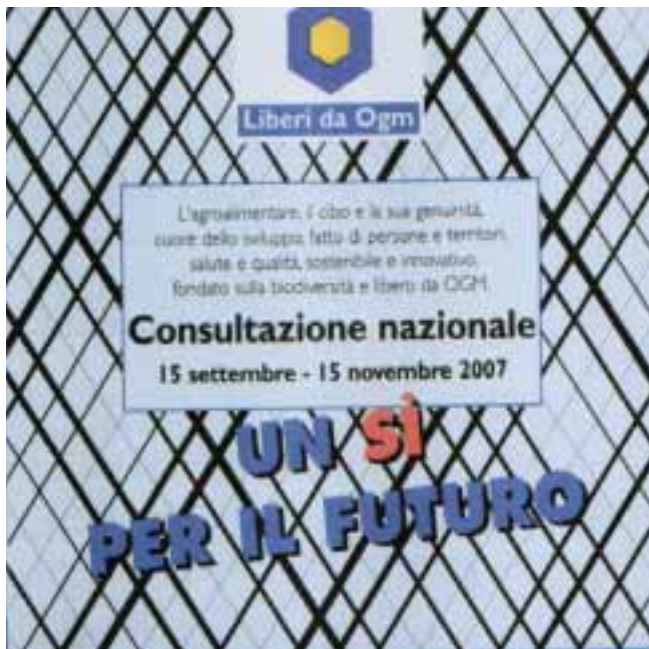 Liberi da Ogm
L'agroalimentare, il cibo e la sua genuinità,
cuore dello sviluppo fatto di persone e territori,
salute e qualità, sostenibile e innovativo,
fondato sulla biodiversità e libero da OGM.
Consultazione nazionale
15 settembre - 15 novembre 2007
UN SÌ
PER IL FUTURO